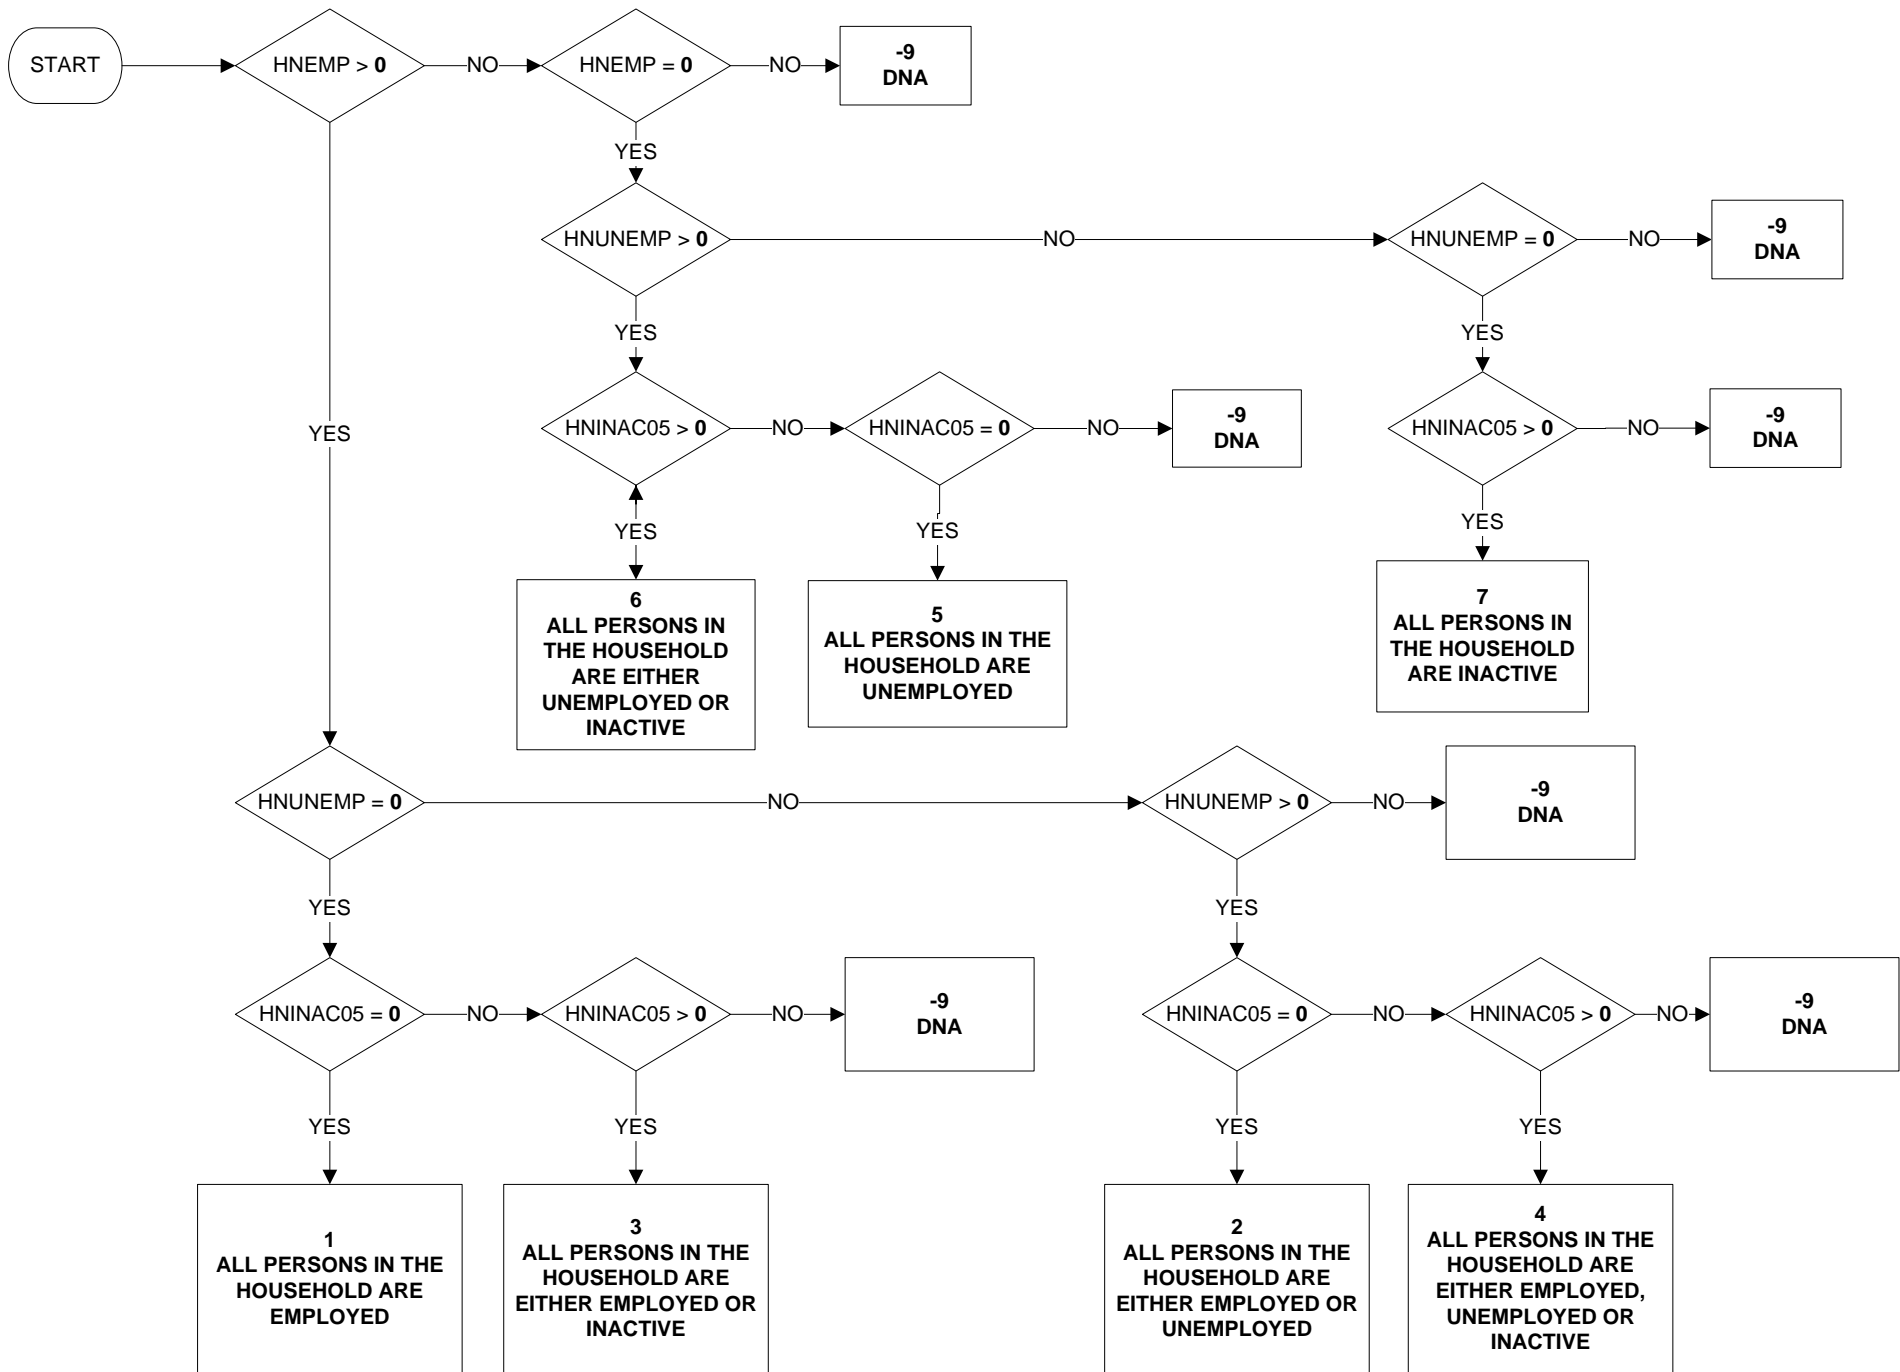 START
HNEMP > 0
NO
HNEMP = 0
NO
-9
DNA
YES
HNUNEMP > 0
NO
HNUNEMP = 0
NO
-9
DNA
YES
YES
HNINAC05 > 0
NO
HNINAC05 = 0
NO
-9
DNA
HNINAC05 > 0
NO
-9
DNA
YES
YES
YES
YES
6
ALL PERSONS IN
THE HOUSEHOLD
ARE EITHER
UNEMPLOYED OR
INACTIVE
5
ALL PERSONS IN THE
HOUSEHOLD ARE
UNEMPLOYED
7
ALL PERSONS IN
THE HOUSEHOLD
ARE INACTIVE
HNUNEMP = 0
NO
HNUNEMP > 0
NO
-9
DNA
YES
YES
HNINAC05 = 0
NO
HNINAC05 > 0
NO
-9
DNA
HNINAC05 = 0
NO
HNINAC05 > 0
NO
-9
DNA
YES
YES
YES
YES
1
ALL PERSONS IN THE
HOUSEHOLD ARE
EMPLOYED
3
ALL PERSONS IN THE
HOUSEHOLD ARE
EITHER EMPLOYED OR
INACTIVE
2
ALL PERSONS IN THE
HOUSEHOLD ARE
EITHER EMPLOYED OR
UNEMPLOYED
4
ALL PERSONS IN THE
HOUSEHOLD ARE
EITHER EMPLOYED,
UNEMPLOYED OR
INACTIVE